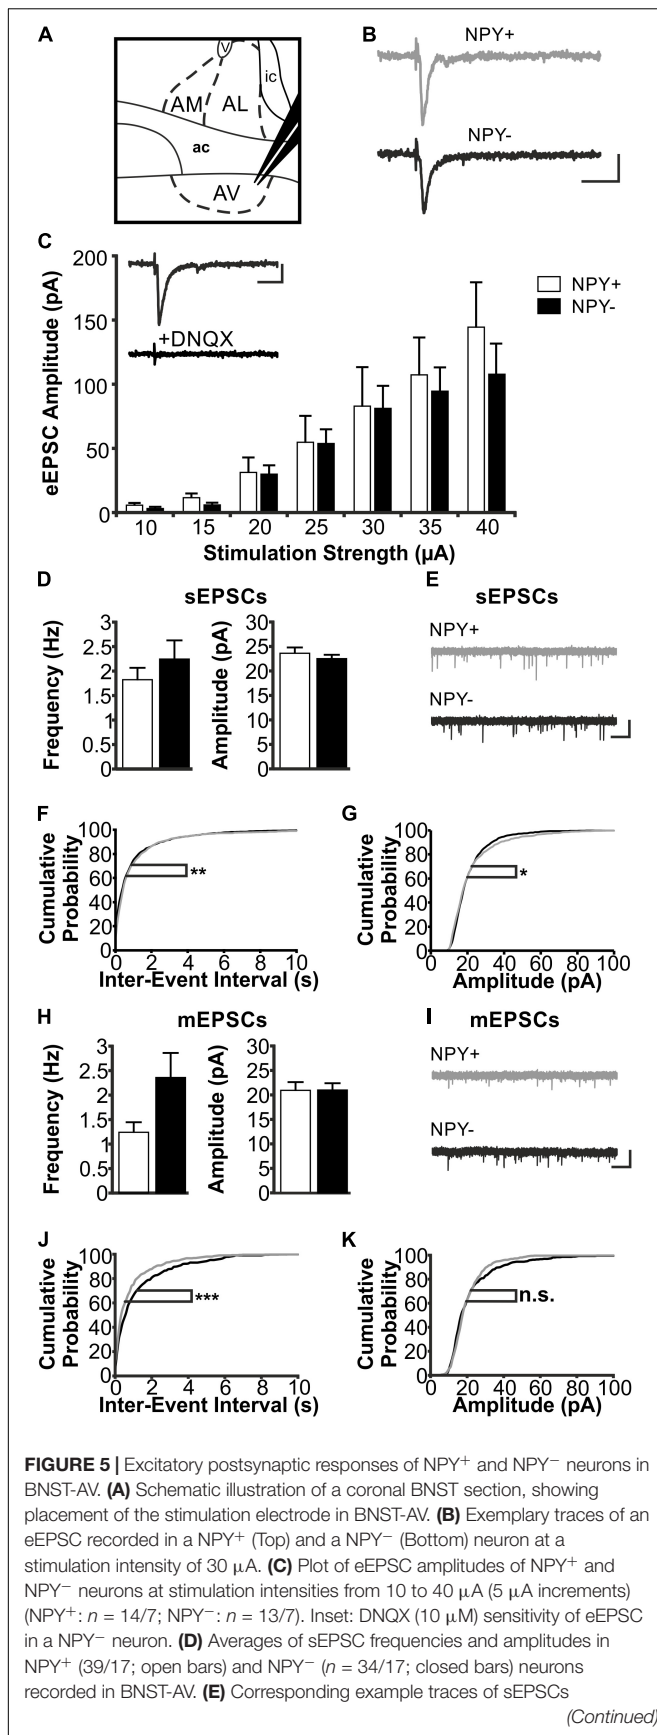 A
V
ic
AM
AL
ac
AV
B
NPY+
NPY-
C
eEPSC Amplitude (pA)
200
150
100
50
0
+DNQX
NPY+
NPY-
10 15 20 25 30 35 40
Stimulation Strength (µA)
D
sEPSCs
Frequency (Hz)
3
2.5
2
1.5
1
0.5
0
Amplitude (pA)
30
25
20
15
10
5
0
E
sEPSCs
NPY+
NPY-
F
Cumulative
Probability
100
80
60
40
20
0
**
0 2 4 6 8 10
Inter-Event Interval (s)
G
Cumulative
Probability
100
80
60
40
20
0
*
0 20 40 60 80 100
Amplitude (pA)
H
mEPSCs
Frequency (Hz)
3
2.5
2
1.5
1
0.5
0
Amplitude (pA)
30
25
20
15
10
5
0
I
mEPSCs
NPY+
NPY-
J
Cumulative
Probability
100
80
60
40
20
0
***
0 2 4 6 8 10
Inter-Event Interval (s)
K
Cumulative
Probability
100
80
60
40
20
0
n.s.
0 20 40 60 80 100
Amplitude (pA)
FIGURE 5 | Excitatory postsynaptic responses of NPY⁺ and NPY⁻ neurons in
BNST-AV. (A) Schematic illustration of a coronal BNST section, showing
placement of the stimulation electrode in BNST-AV. (B) Exemplary traces of an
eEPSC recorded in a NPY⁺ (Top) and a NPY⁻ (Bottom) neuron at a
stimulation intensity of 30 µA. (C) Plot of eEPSC amplitudes of NPY⁺ and
NPY⁻ neurons at stimulation intensities from 10 to 40 µA (5 µA increments)
(NPY⁺: n = 14/7; NPY⁻: n = 13/7). Inset: DNQX (10 µM) sensitivity of eEPSC
in a NPY⁻ neuron. (D) Averages of sEPSC frequencies and amplitudes in
NPY⁺ (39/17; open bars) and NPY⁻ (n = 34/17; closed bars) neurons
recorded in BNST-AV. (E) Corresponding example traces of sEPSCs
(Continued)